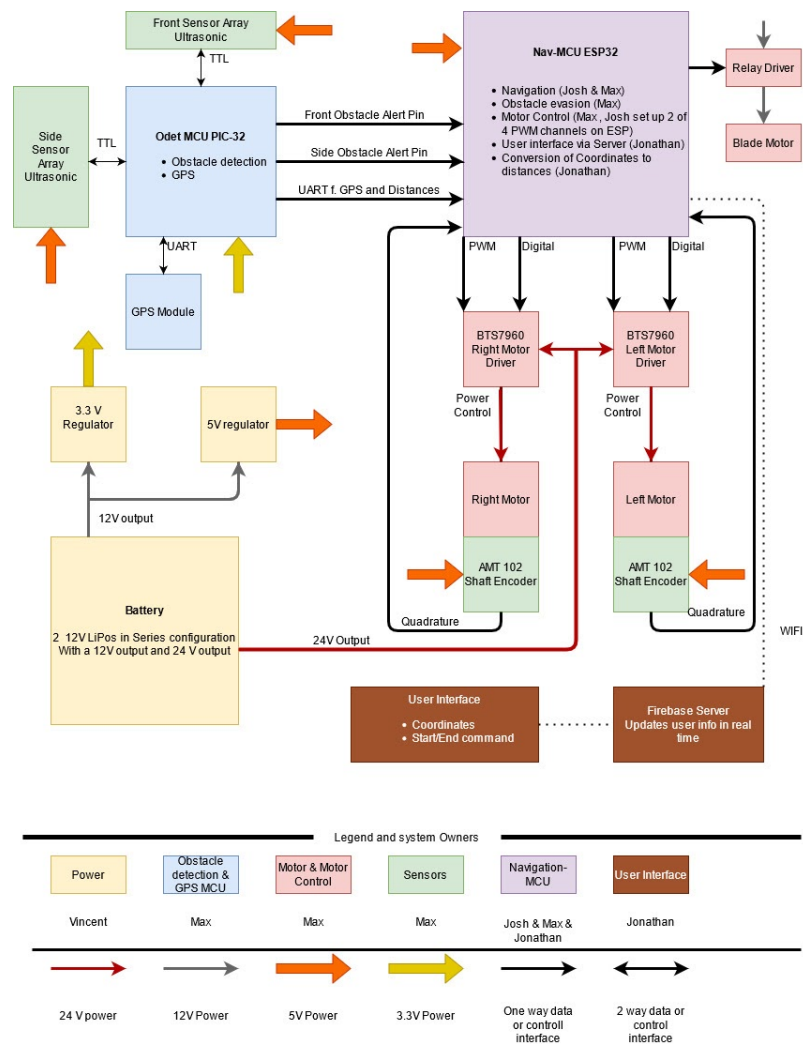 Front Sensor Array
Ultrasonic
TTL
Side
Sensor
Array
Ultrasonic
TTL
Odet MCU PIC-32
• Obstacle detection
• GPS
UART
GPS Module
Front Obstacle Alert Pin
Side Obstacle Alert Pin
UART f. GPS and Distances
Nav-MCU ESP32
• Navigation (Josh & Max)
• Obstacle evasion (Max)
• Motor Control (Max , Josh set up 2 of
4 PWM channels on ESP)
• User interface via Server (Jonathan)
• Conversion of Coordinates to
distances (Jonathan)
Relay Driver
Blade Motor
PWM
Digital
PWM
Digital
BTS7960
Right Motor
Driver
BTS7960
Left Motor
Driver
Power
Control
Power
Control
Right Motor
Left Motor
AMT 102
Shaft Encoder
AMT 102
Shaft Encoder
Quadrature
Quadrature
3.3 V
Regulator
5V regulator
12V output
Battery
2 12V LiPos in Series configuration
With a 12V output and 24 V output
24V Output
WIFI
User Interface
• Coordinates
• Start/End command
Firebase Server
Updates user info in real
time
Legend and system Owners
Power
Obstacle
detection &
GPS MCU
Motor & Motor
Control
Sensors
Navigation-
MCU
User Interface
Vincent
Max
Max
Max
Josh & Max &
Jonathan
Jonathan
24 V power
12V Power
5V Power
3.3V Power
One way data
or controll
interface
2 way data or
control
interface